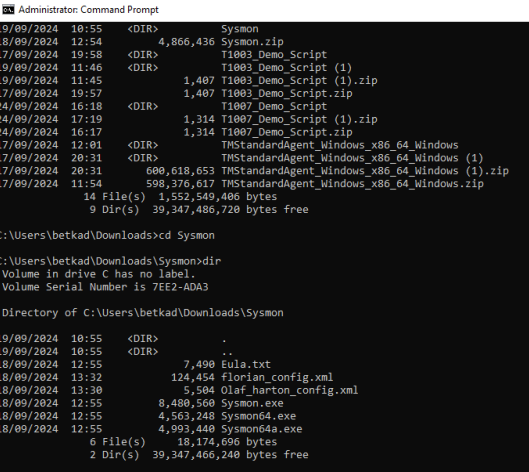 Administrator: Command Prompt
19/09/2024  10:55    <DIR>          Sysmon
18/09/2024  12:54         4,866,436 Sysmon.zip
17/09/2024  19:58    <DIR>          T1003_Demo_Script
19/09/2024  11:46    <DIR>          T1003_Demo_Script (1)
19/09/2024  11:45             1,407 T1003_Demo_Script (1).zip
17/09/2024  19:57             1,407 T1003_Demo_Script.zip
24/09/2024  16:18    <DIR>          T1007_Demo_Script
24/09/2024  17:19             1,314 T1007_Demo_Script (1).zip
24/09/2024  16:17             1,314 T1007_Demo_Script.zip
17/09/2024  12:01    <DIR>          TMStandardAgent_Windows_x86_64_Windows
17/09/2024  20:31    <DIR>          TMStandardAgent_Windows_x86_64_Windows (1)
17/09/2024  20:31       600,618,653 TMStandardAgent_Windows_x86_64_Windows (1).zip
17/09/2024  11:54       598,376,617 TMStandardAgent_Windows_x86_64_Windows.zip
14 File(s)  1,552,549,406 bytes
9 Dir(s)  39,347,486,720 bytes free
C:\Users\betkad\Downloads>cd Sysmon
C:\Users\betkad\Downloads\Sysmon>dir
Volume in drive C has no label.
Volume Serial Number is 7EE2-ADA3
Directory of C:\Users\betkad\Downloads\Sysmon
19/09/2024  10:55    <DIR>          .
19/09/2024  10:55    <DIR>          ..
18/09/2024  12:55             7,490 Eula.txt
18/09/2024  13:32           124,454 florian_config.xml
18/09/2024  13:30             5,504 Olaf_harton_config.xml
18/09/2024  12:55         8,480,560 Sysmon.exe
18/09/2024  12:55         4,563,248 Sysmon64.exe
18/09/2024  12:55         4,993,440 Sysmon64a.exe
6 File(s)     18,174,696 bytes
2 Dir(s)  39,347,466,240 bytes free